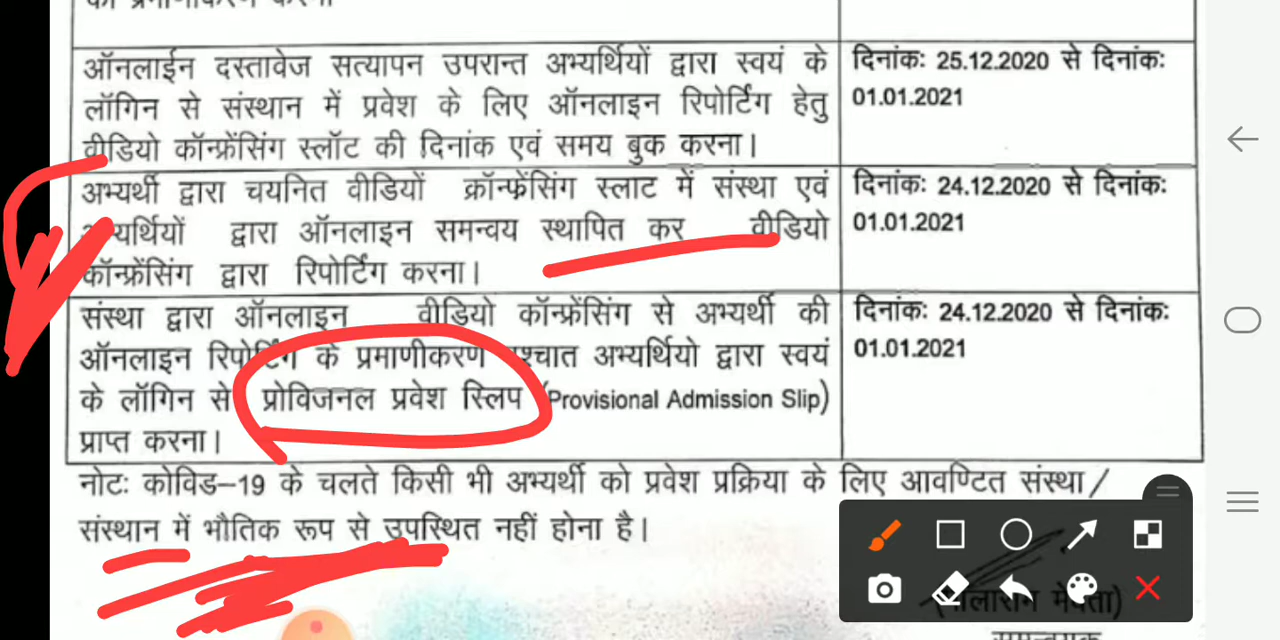 का प्रमाणीकरण करना
ऑनलाईन दस्तावेज सत्यापन उपरान्त अभ्यर्थियों द्वारा स्वयं के
लॉगिन से संस्थान में प्रवेश के लिए ऑनलाइन रिपोर्टिंग हेतु
वीडियो कॉन्फ्रेंसिंग स्लॉट की दिनांक एवं समय बुक करना।
दिनांकः 25.12.2020 से दिनांकः
01.01.2021
अभ्यर्थी द्वारा चयनित वीडियों क्रॉन्फ्रेंसिंग स्लाट में संस्था एवं
अभ्यर्थियों द्वारा ऑनलाइन समन्वय स्थापित कर वीडियो
कॉन्फ्रेंसिंग द्वारा रिपोर्टिंग करना।
दिनांकः 24.12.2020 से दिनांकः
01.01.2021
संस्था द्वारा ऑनलाइन वीडियो कॉन्फ्रेंसिंग से अभ्यर्थी की
ऑनलाइन रिपोर्टिंग के प्रमाणीकरण पश्चात अभ्यर्थियो द्वारा स्वयं
के लॉगिन से प्रोविजनल प्रवेश स्लिप (Provisional Admission Slip)
प्राप्त करना।
दिनांकः 24.12.2020 से दिनांकः
01.01.2021
नोटः कोविड–19 के चलते किसी भी अभ्यर्थी को प्रवेश प्रक्रिया के लिए आवण्टित संस्था/
संस्थान में भौतिक रूप से उपस्थित नहीं होना है।